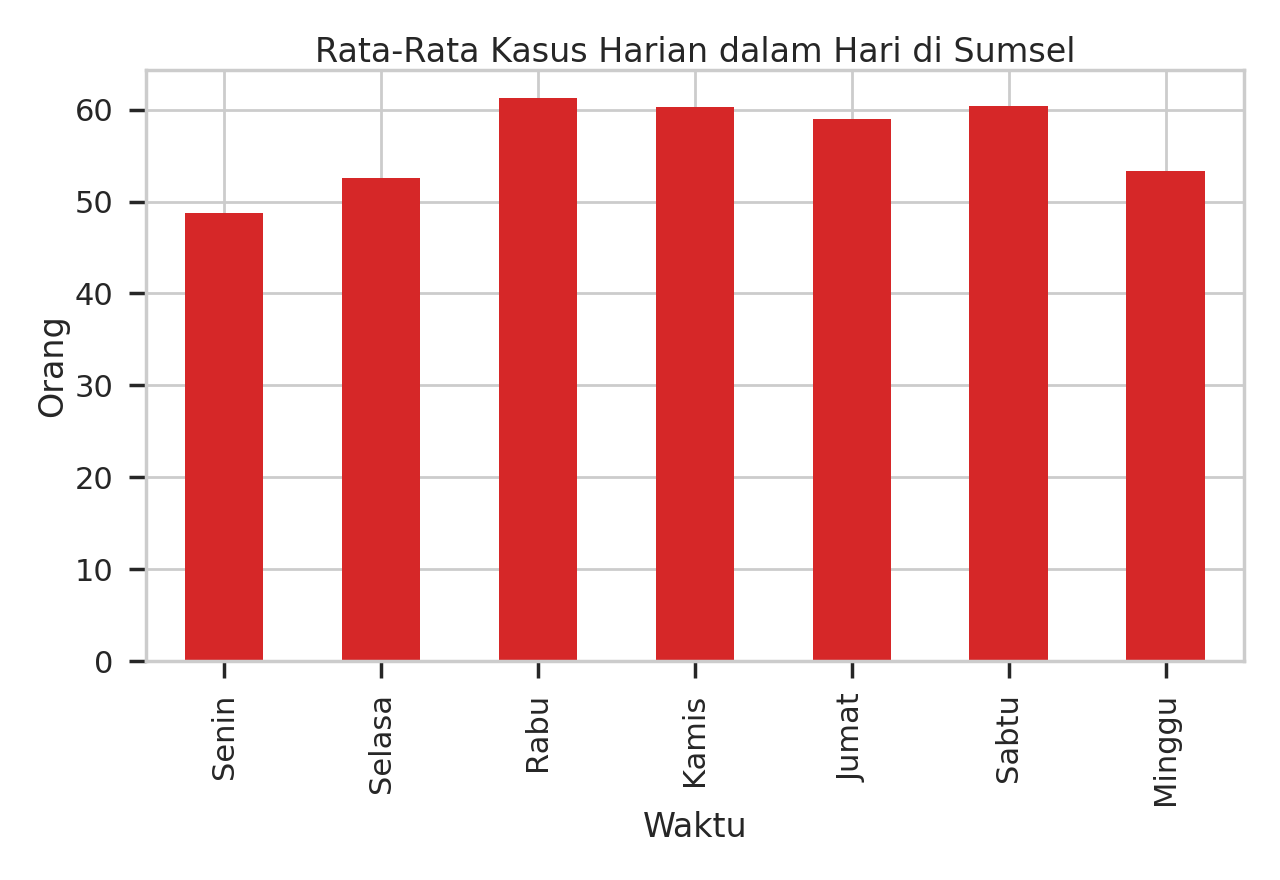 Rata-Rata Kasus Harian dalam Hari di Sumsel
Orang
60
50
40
30
20
10
0
Senin
Selasa
Rabu
Kamis
Jumat
Sabtu
Minggu
Waktu